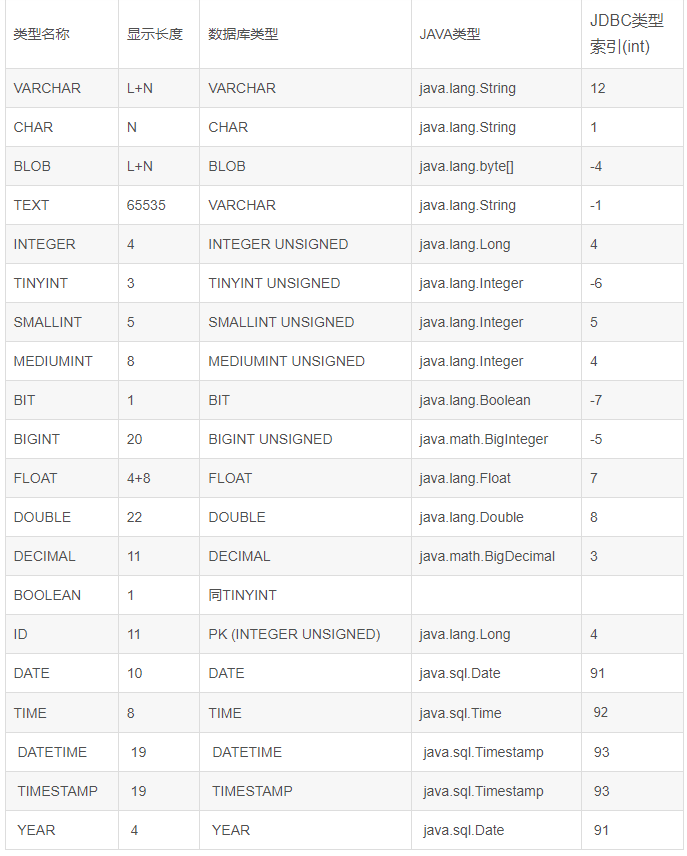 类型名称 显示长度 数据库类型 JAVA类型 JDBC类型
索引(int)
VARCHAR L+N VARCHAR java.lang.String 12
CHAR N CHAR java.lang.String 1
BLOB L+N BLOB java.lang.byte[] -4
TEXT 65535 VARCHAR java.lang.String -1
INTEGER 4 INTEGER UNSIGNED java.lang.Long 4
TINYINT 3 TINYINT UNSIGNED java.lang.Integer -6
SMALLINT 5 SMALLINT UNSIGNED java.lang.Integer 5
MEDIUMINT 8 MEDIUMINT UNSIGNED java.lang.Integer 4
BIT 1 BIT java.lang.Boolean -7
BIGINT 20 BIGINT UNSIGNED java.math.BigInteger -5
FLOAT 4+8 FLOAT java.lang.Float 7
DOUBLE 22 DOUBLE java.lang.Double 8
DECIMAL 11 DECIMAL java.math.BigDecimal 3
BOOLEAN 1 同TINYINT
ID 11 PK (INTEGER UNSIGNED) java.lang.Long 4
DATE 10 DATE java.sql.Date 91
TIME 8 TIME java.sql.Time 92
DATETIME 19 DATETIME java.sql.Timestamp 93
TIMESTAMP 19 TIMESTAMP java.sql.Timestamp 93
YEAR 4 YEAR java.sql.Date 91